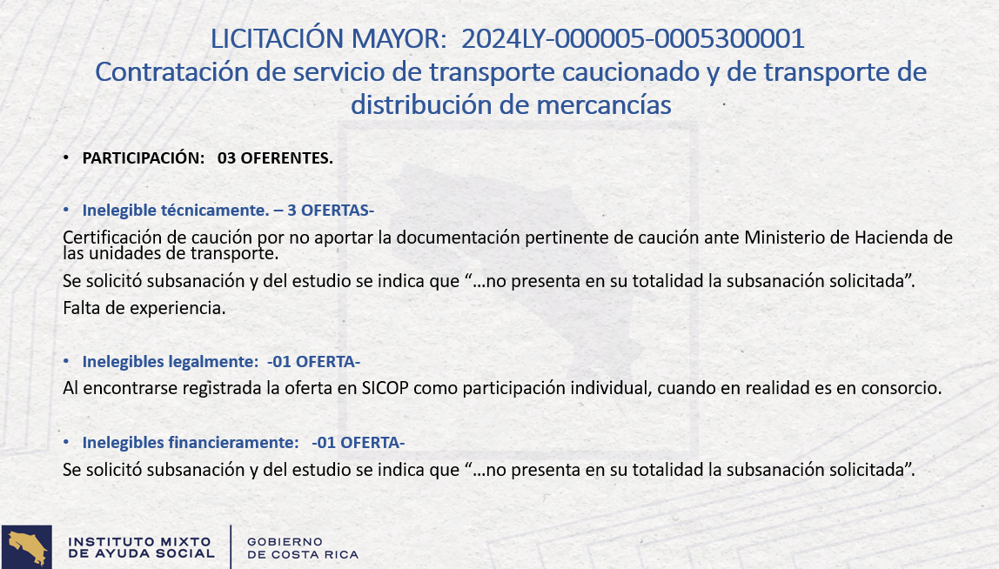 LICITACIÓN MAYOR:  2024LY-000005-0005300001
Contratación de servicio de transporte caucionado y de transporte de
distribución de mercancías
• PARTICIPACIÓN:   03 OFERENTES.
• Inelegible técnicamente. – 3 OFERTAS-
Certificación de caución por no aportar la documentación pertinente de caución ante Ministerio de Hacienda de
las unidades de transporte.
Se solicitó subsanación y del estudio se indica que “…no presenta en su totalidad la subsanación solicitada”.
Falta de experiencia.
• Inelegibles legalmente:  -01 OFERTA-
Al encontrarse registrada la oferta en SICOP como participación individual, cuando en realidad es en consorcio.
• Inelegibles financieramente:   -01 OFERTA-
Se solicitó subsanación y del estudio se indica que “…no presenta en su totalidad la subsanación solicitada”.
INSTITUTO MIXTO
DE AYUDA SOCIAL
GOBIERNO
DE COSTA RICA